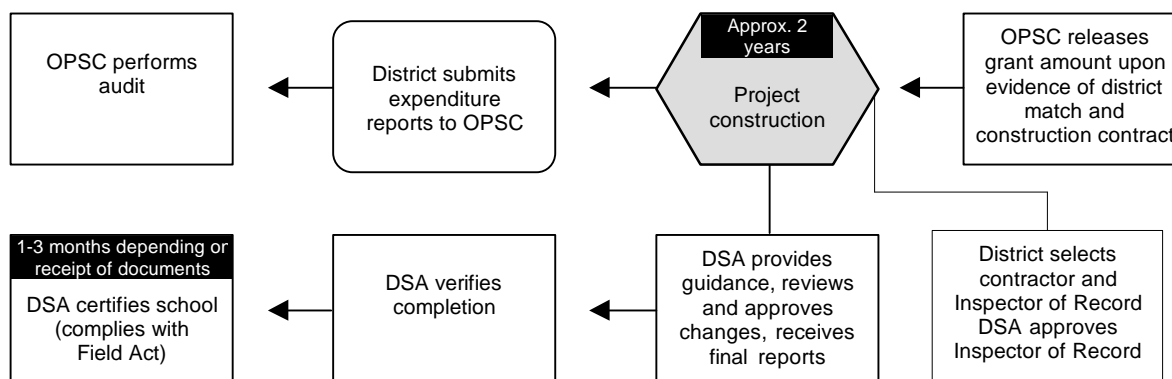 OPSC performs
audit
District submits
expenditure
reports to OPSC
Approx. 2
years
Project
construction
OPSC releases
grant amount upon
evidence of district
match and
construction contract
1-3 months depending or
receipt of documents
DSA certifies school
(complies with
Field Act)
DSA verifies
completion
DSA provides
guidance, reviews
and approves
changes, receives
final reports
District selects
contractor and
Inspector of Record
DSA approves
Inspector of Record